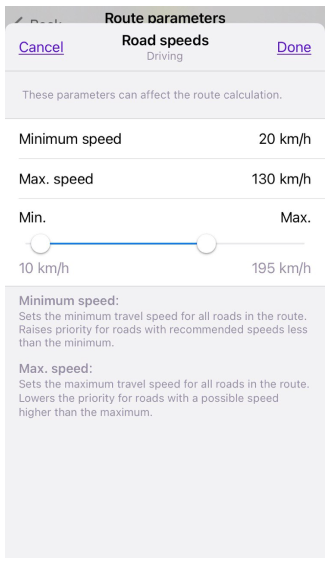 Route parameters
Cancel
Road speeds
Done
Driving
These parameters can affect the route calculation.
Minimum speed 20 km/h
Max. speed 130 km/h
Min. Max.
10 km/h 195 km/h
Minimum speed:
Sets the minimum travel speed for all roads in the route.
Raises priority for roads with recommended speeds less
than the minimum.
Max. speed:
Sets the maximum travel speed for all roads in the route.
Lowers the priority for roads with a possible speed
higher than the maximum.